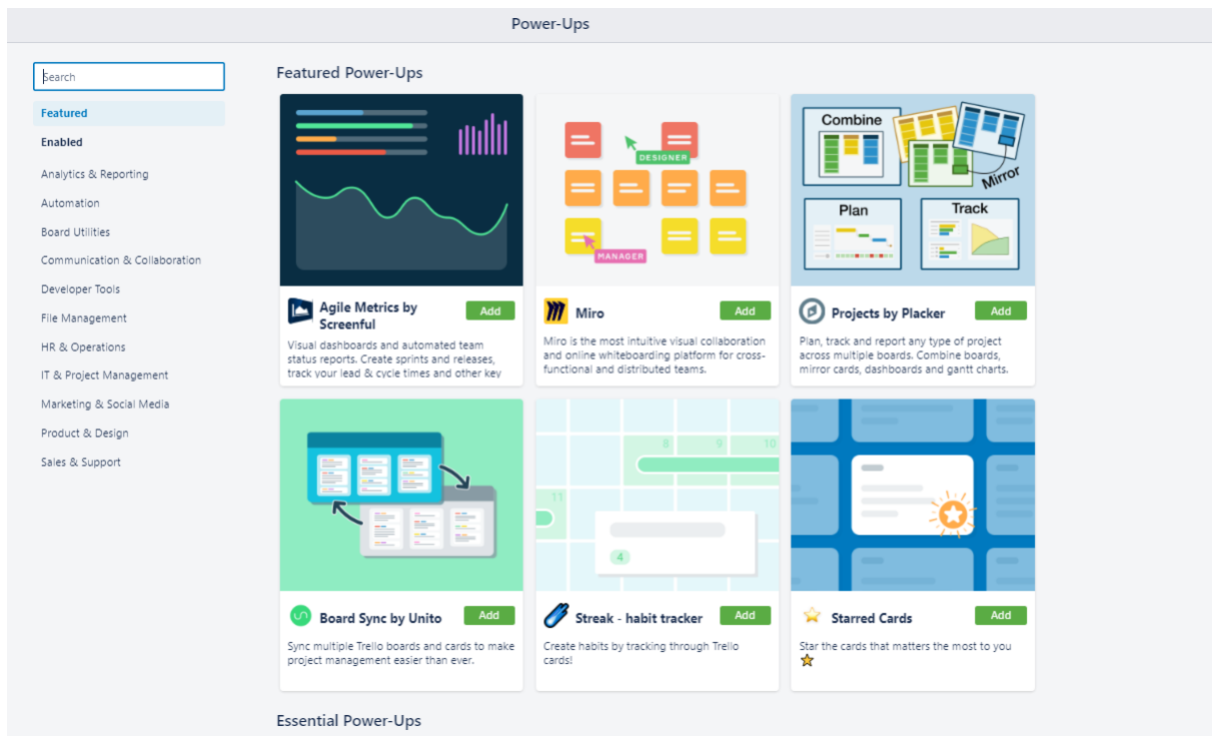 Power-Ups
Search
Featured
Enabled
Analytics & Reporting
Automation
Board Utilities
Communication & Collaboration
Developer Tools
File Management
HR & Operations
IT & Project Management
Marketing & Social Media
Product & Design
Sales & Support
Featured Power-Ups
DESIGNER
MANAGER
Combine
Mirror
Plan
Track
Agile Metrics by
Screenful
Add
Visual dashboards and automated team
status reports. Create sprints and releases,
track your lead & cycle times and other key
Miro
Add
Miro is the most intuitive visual collaboration
and online whiteboarding platform for cross-
functional and distributed teams.
Projects by Placker
Add
Plan, track and report any type of project
across multiple boards. Combine boards,
mirror cards, dashboards and gantt charts.
8 9 10
11
4
Board Sync by Unito
Add
Sync multiple Trello boards and cards to make
project management easier than ever.
Streak - habit tracker
Add
Create habits by tracking through Trello
cards!
Starred Cards
Add
Star the cards that matters the most to you
⭐
Essential Power-Ups